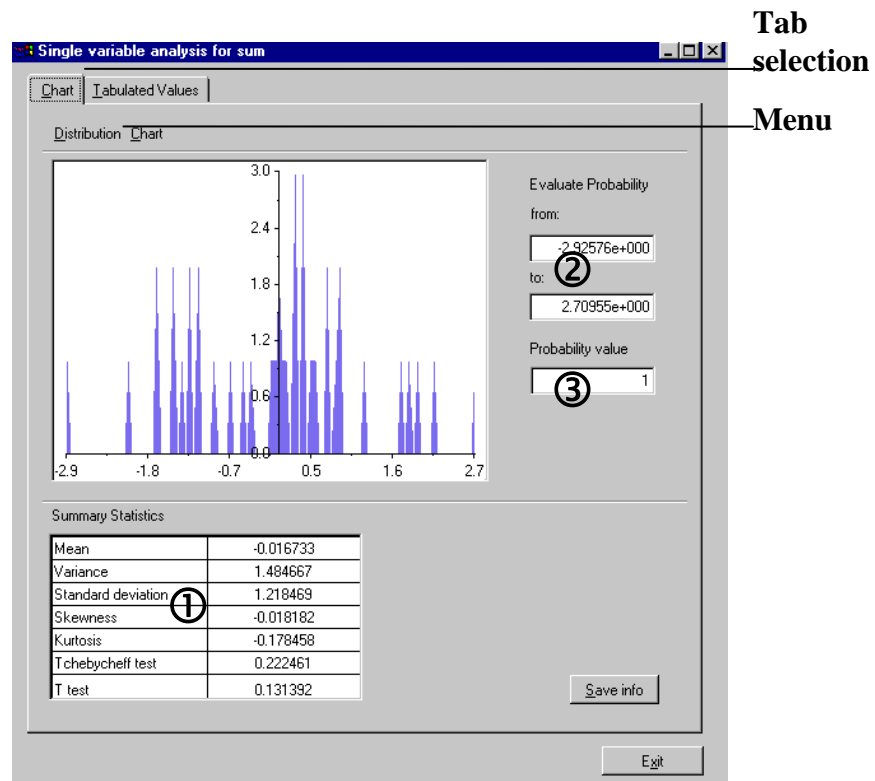 Tab
selection
Single variable analysis for sum
Chart
Tabulated Values
Menu
Distribution Chart
3.0
2.4
1.8
1.2
0.6
0.0
-2.9 -1.8 -0.7 0.5 1.6 2.7
Evaluate Probability
from:
-2.92576e+000
②
to:
2.70955e+000
Probability value
1
③
Summary Statistics
Mean -0.016733
Variance 1.484667
Standard deviation 1.218469
①
Skewness -0.018182
Kurtosis -0.178458
Tchebycheff test 0.222461
T test 0.131392
Save info
Exit